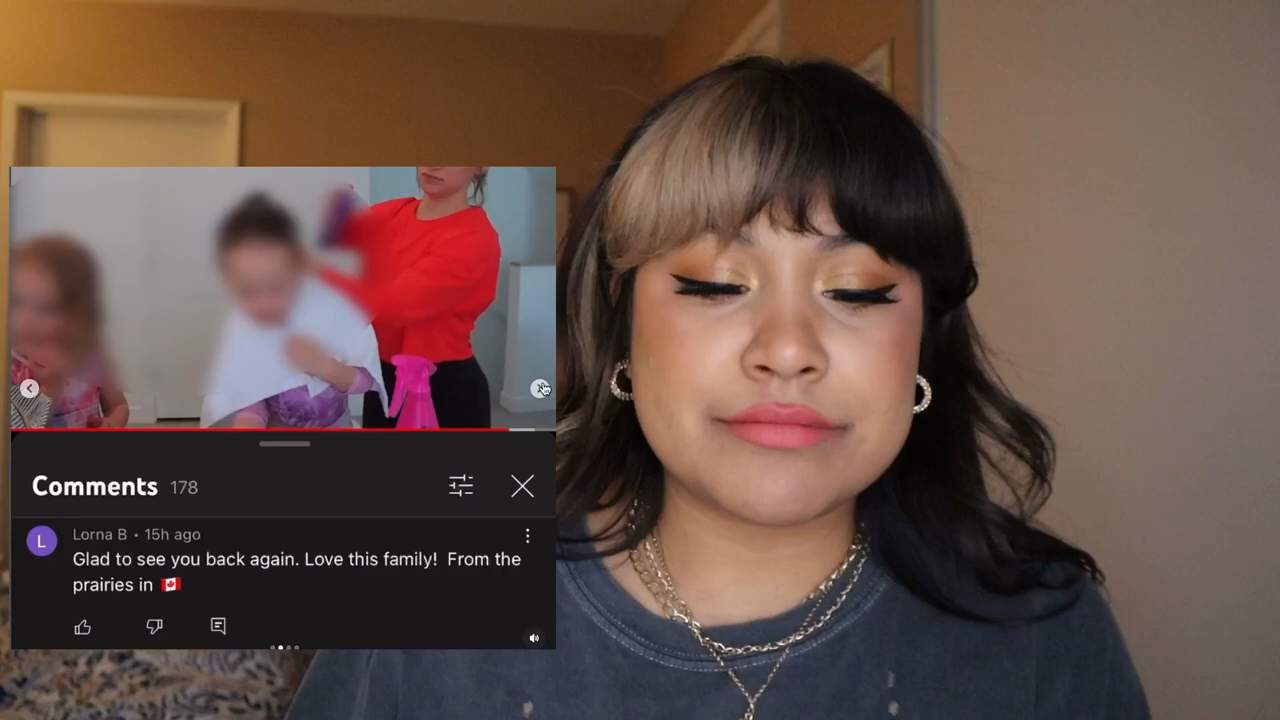 Comments 178
L
Lorna B • 15h ago
Glad to see you back again. Love this family!  From the
prairies in 🇨🇦